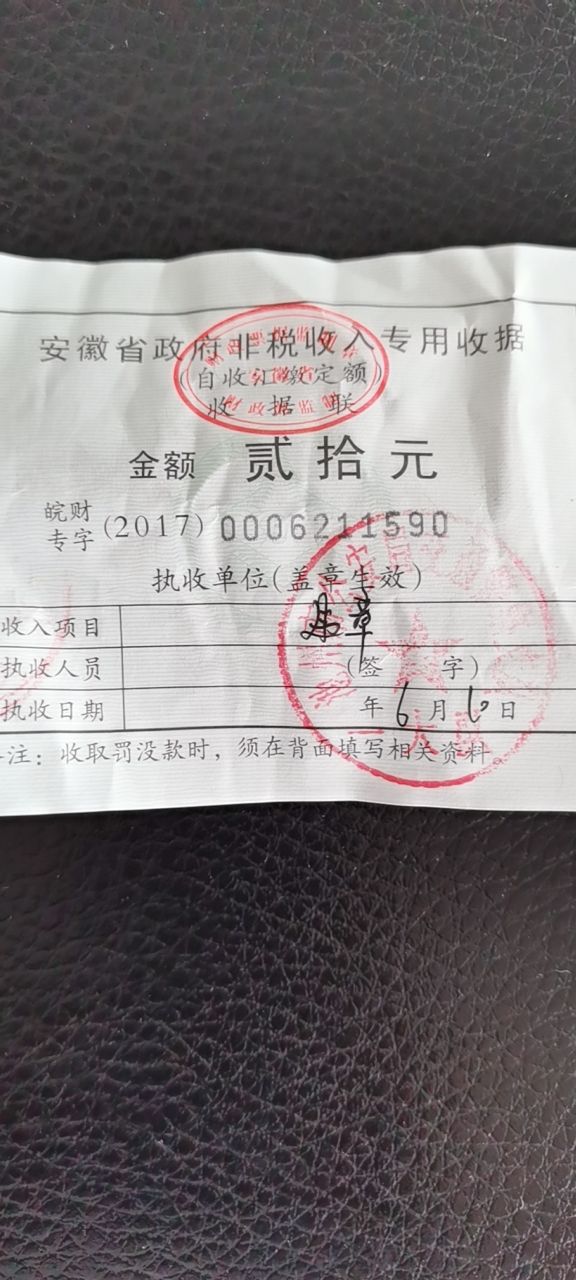 安徽省政府非税收入专用收据
(自收汇缴定额)
收据联
金额 贰拾元
皖财专字 (2017) 0006211590
执收单位(盖章生效)
收入项目 章
执收人员 (签 字)
执收日期 年 6 月 10 日
注: 收取罚没款时, 须在背面填写相关资料。